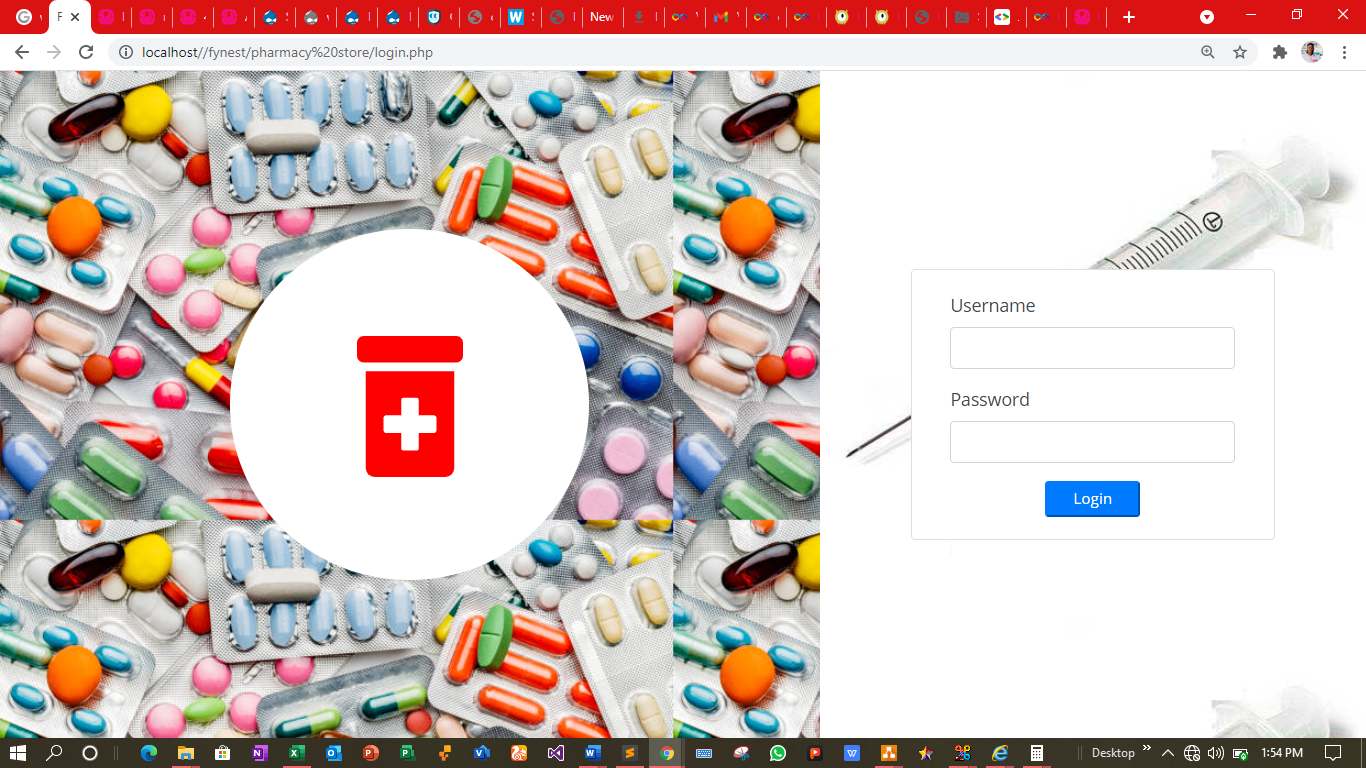 New
localhost//fynest/pharmacy%20store/login.php
Username
Password
Login
Desktop
1:54 PM